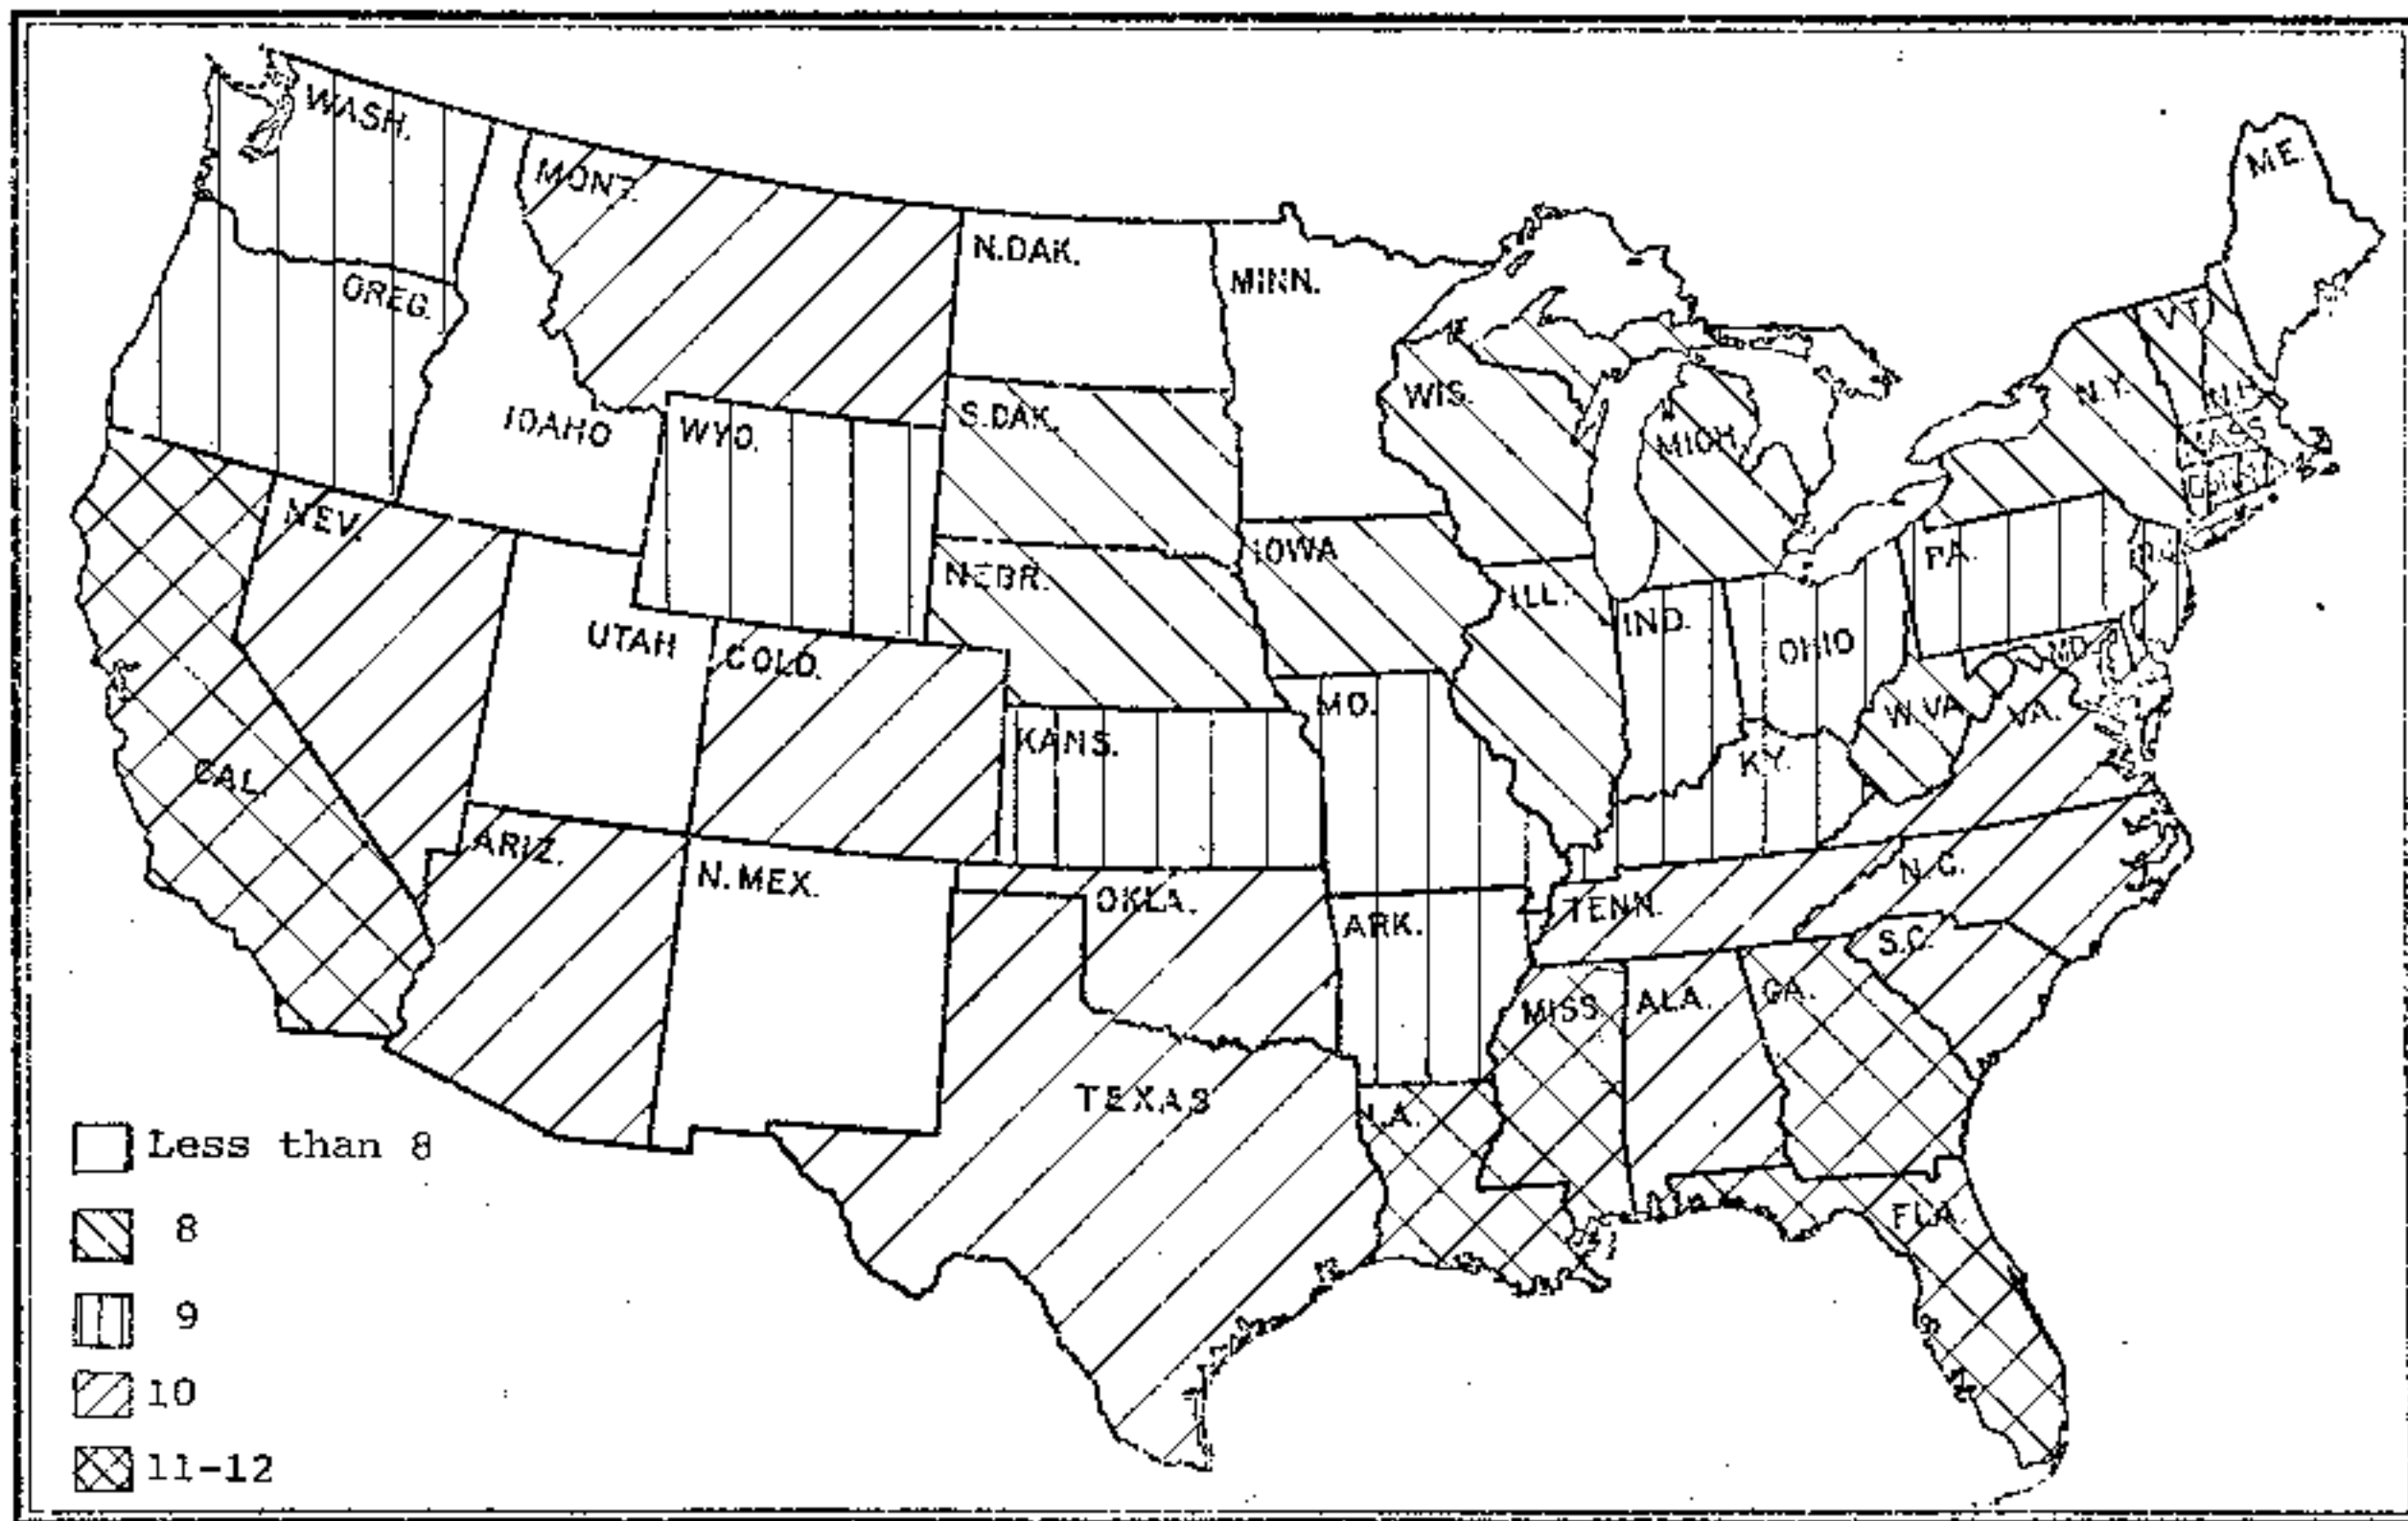 WASH.
MONT.
ME.
N.DAK.
MINN.
OREG.
VT.
N.Y.
WIS.
S.DAK.
IDAHO
WYO.
MICH.
N.H.
MASS
CONN
NEV.
IOWA
PA.
NEBR.
ILL.
IND.
OHIO
UTAH
COLO.
MD.
MO.
W.VA.
VA.
KANS.
KY.
CAL.
ARIZ.
N.MEX.
OKLA.
N.C.
TENN.
ARK.
S.C.
MISS.
ALA.
GA.
TEXAS
LA.
FLA.
Less than 8
8
9
10
11-12